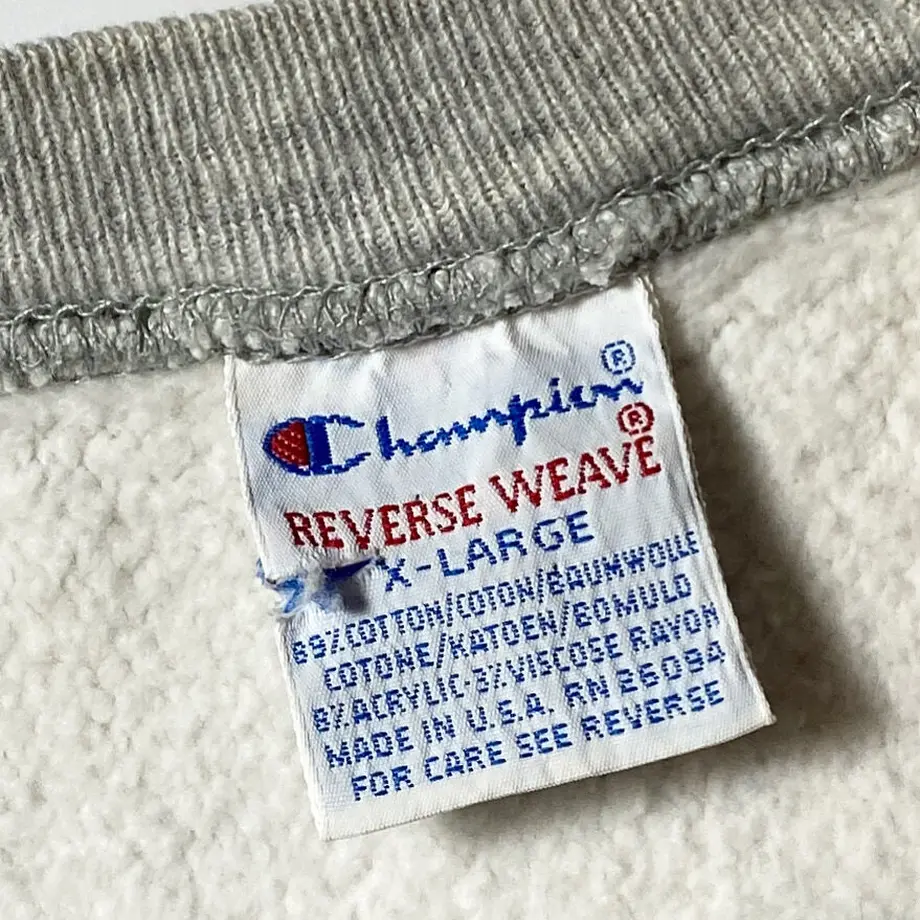 Champion®
REVERSE WEAVE®
X-LARGE
89%COTTON/COTON/BAUMWOLLE
COTONE/KATOEN/BOMULD
8%ACRYLIC-3%VISCOSE RAYON
MADE IN U.S.A. RN 26094
FOR CARE SEE REVERSE